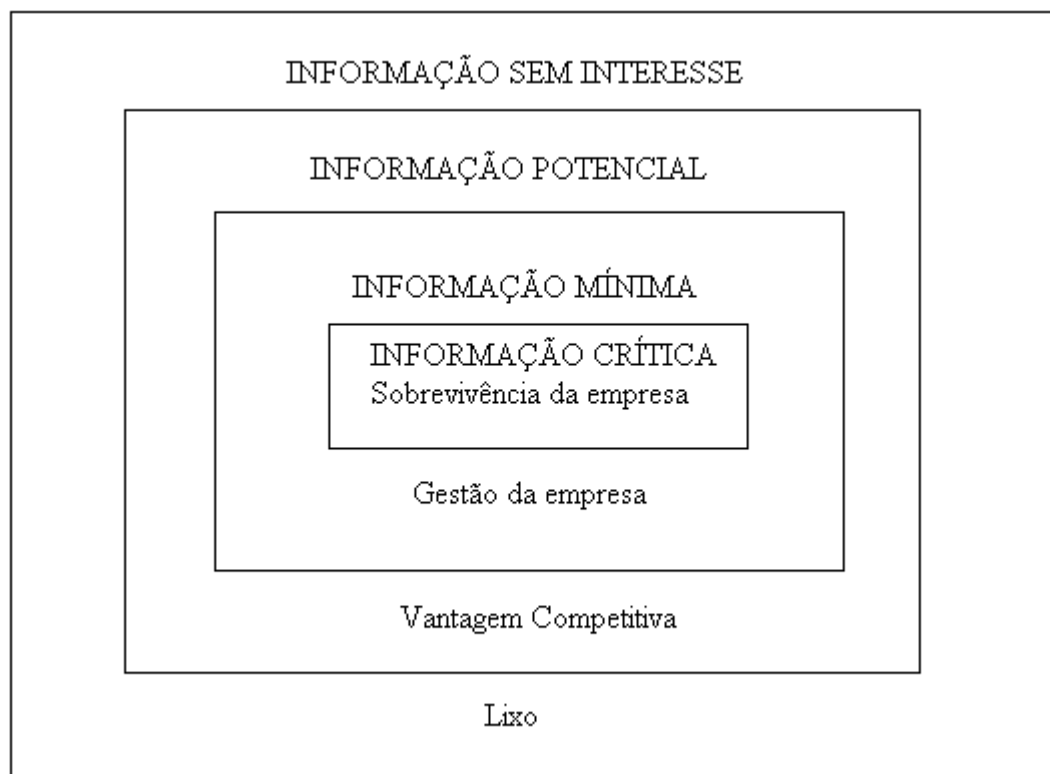 INFORMAÇÃO SEM INTERESSE
INFORMAÇÃO POTENCIAL
INFORMAÇÃO MÍNIMA
INFORMAÇÃO CRÍTICA
Sobrevivência da empresa
Gestão da empresa
Vantagem Competitiva
Lixo